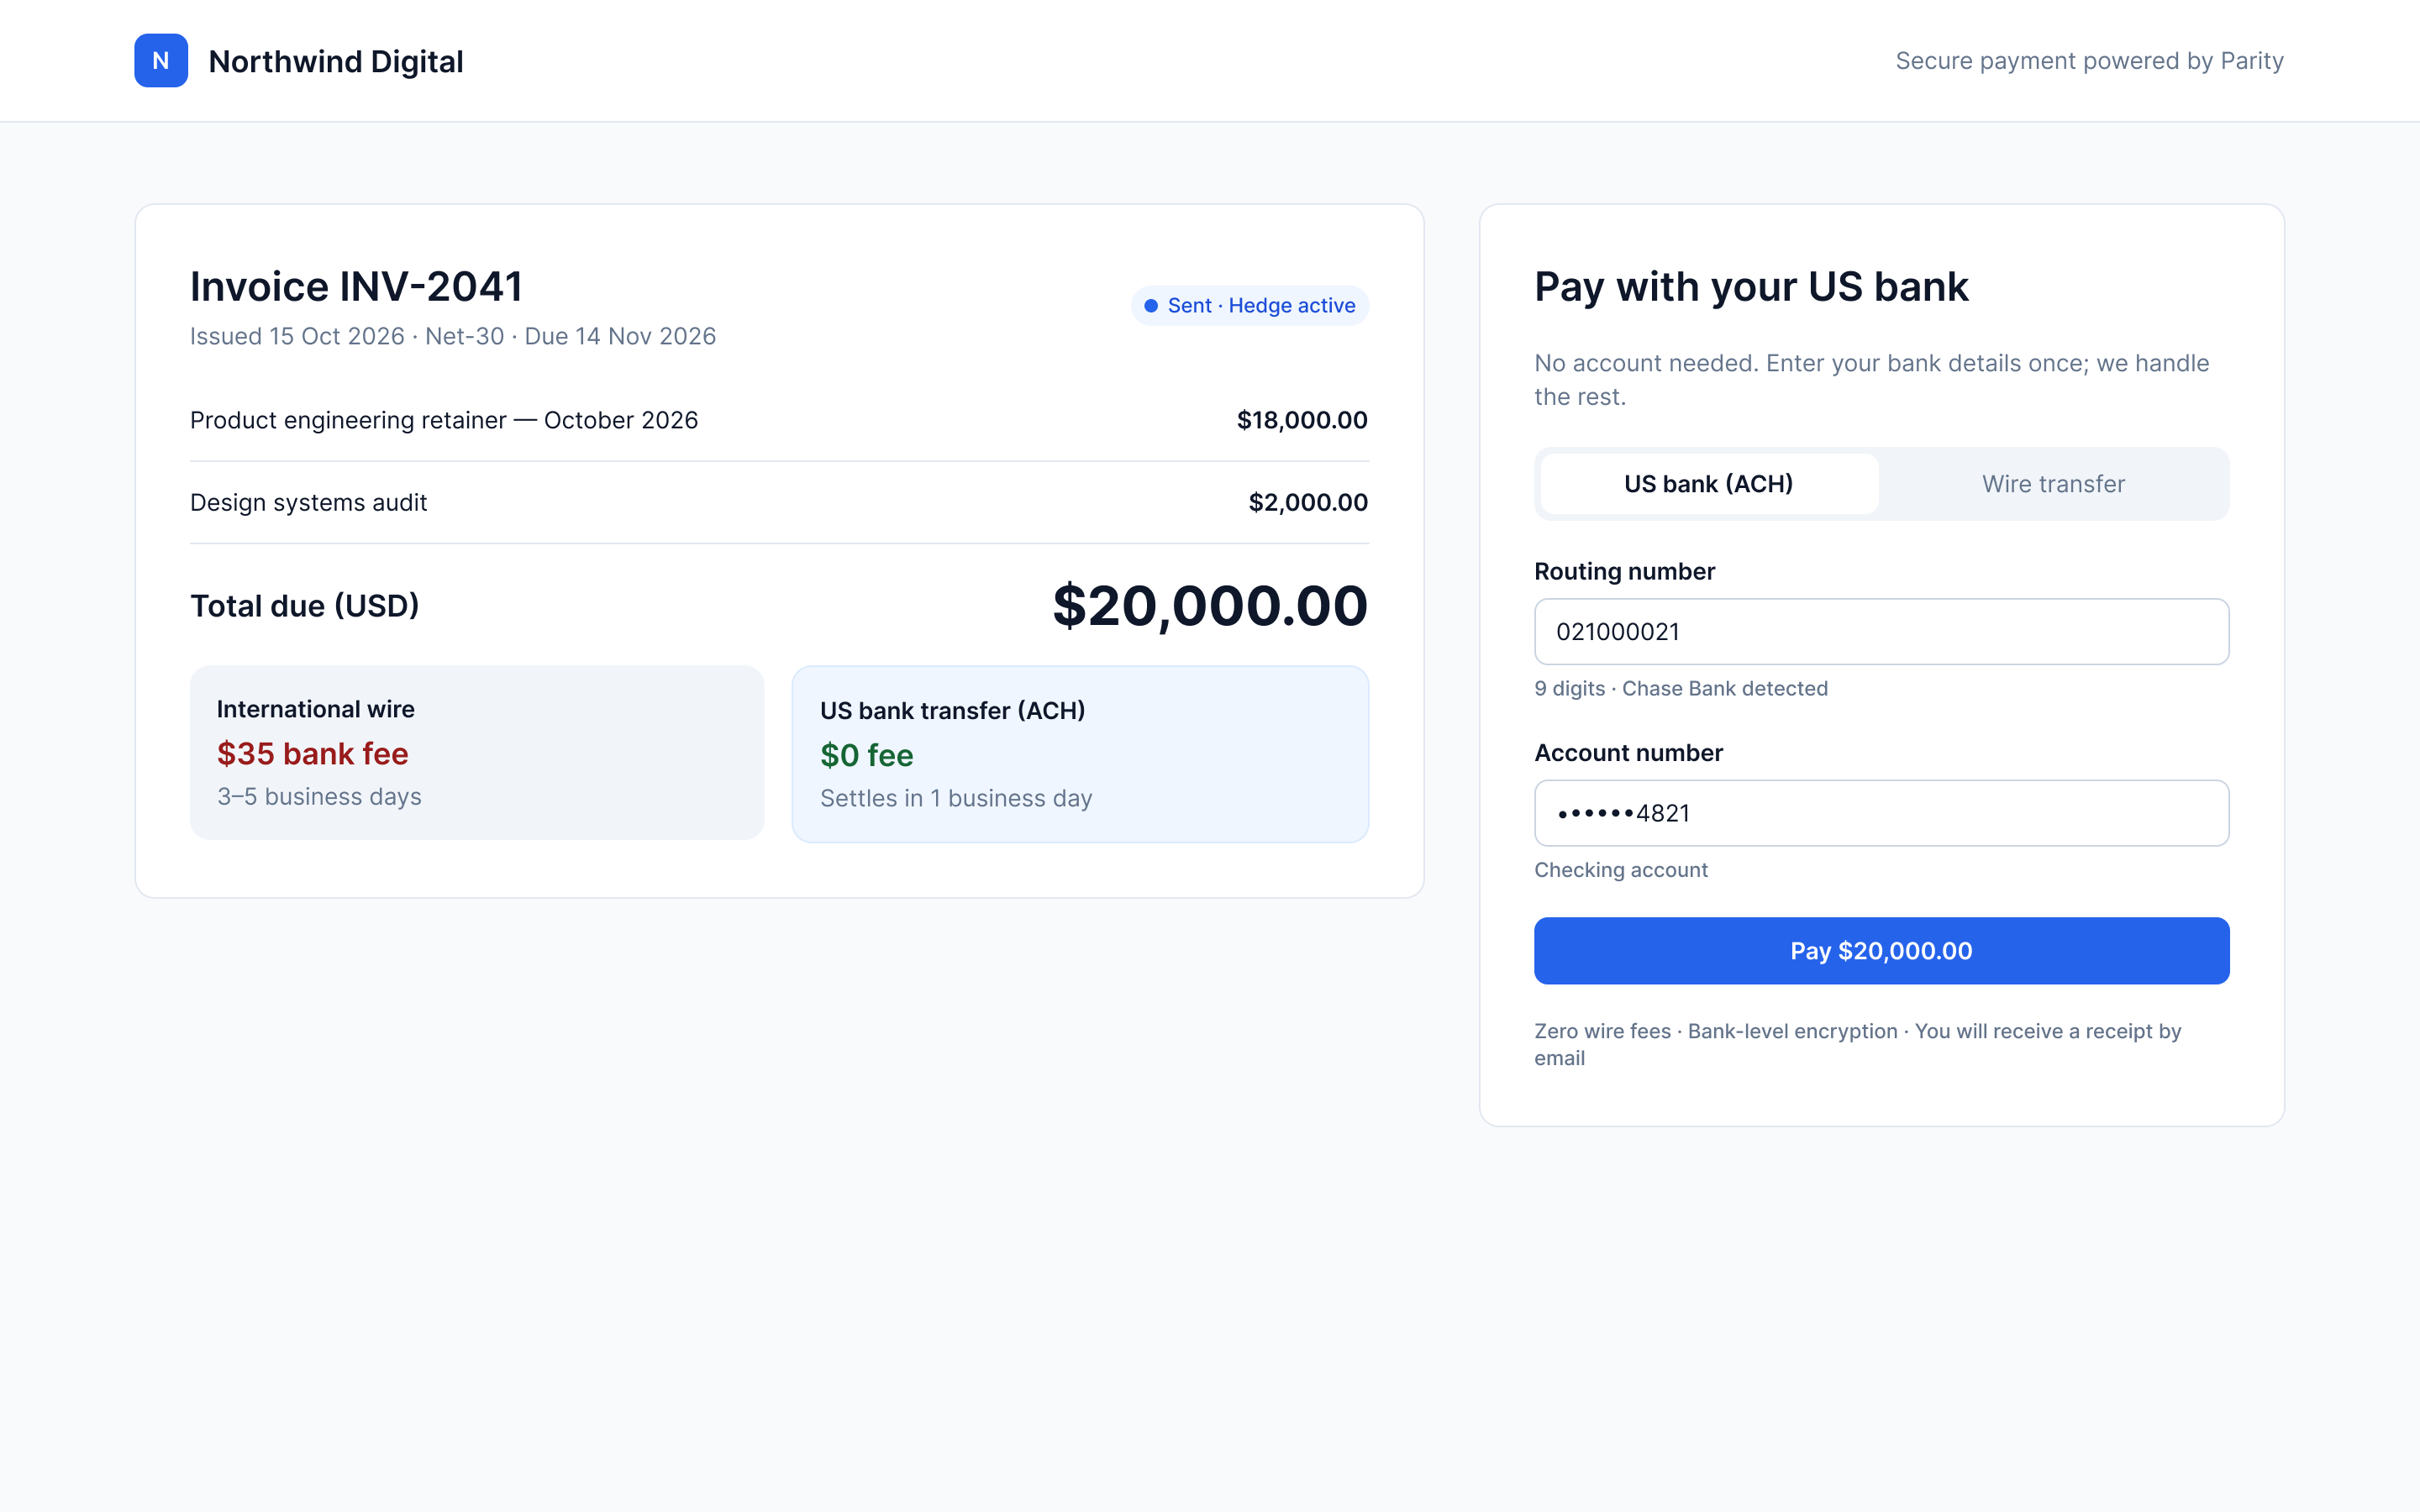 N
Northwind Digital
Secure payment powered by Parity
Invoice INV-2041
Issued 15 Oct 2026 · Net-30 · Due 14 Nov 2026
Sent · Hedge active
Product engineering retainer — October 2026 $18,000.00
Design systems audit $2,000.00
Total due (USD) $20,000.00
International wire
$35 bank fee
3–5 business days
US bank transfer (ACH)
$0 fee
Settles in 1 business day
Pay with your US bank
No account needed. Enter your bank details once; we handle
the rest.
US bank (ACH) Wire transfer
Routing number
021000021
9 digits · Chase Bank detected
Account number
••••••4821
Checking account
Pay $20,000.00
Zero wire fees · Bank-level encryption · You will receive a receipt by
email